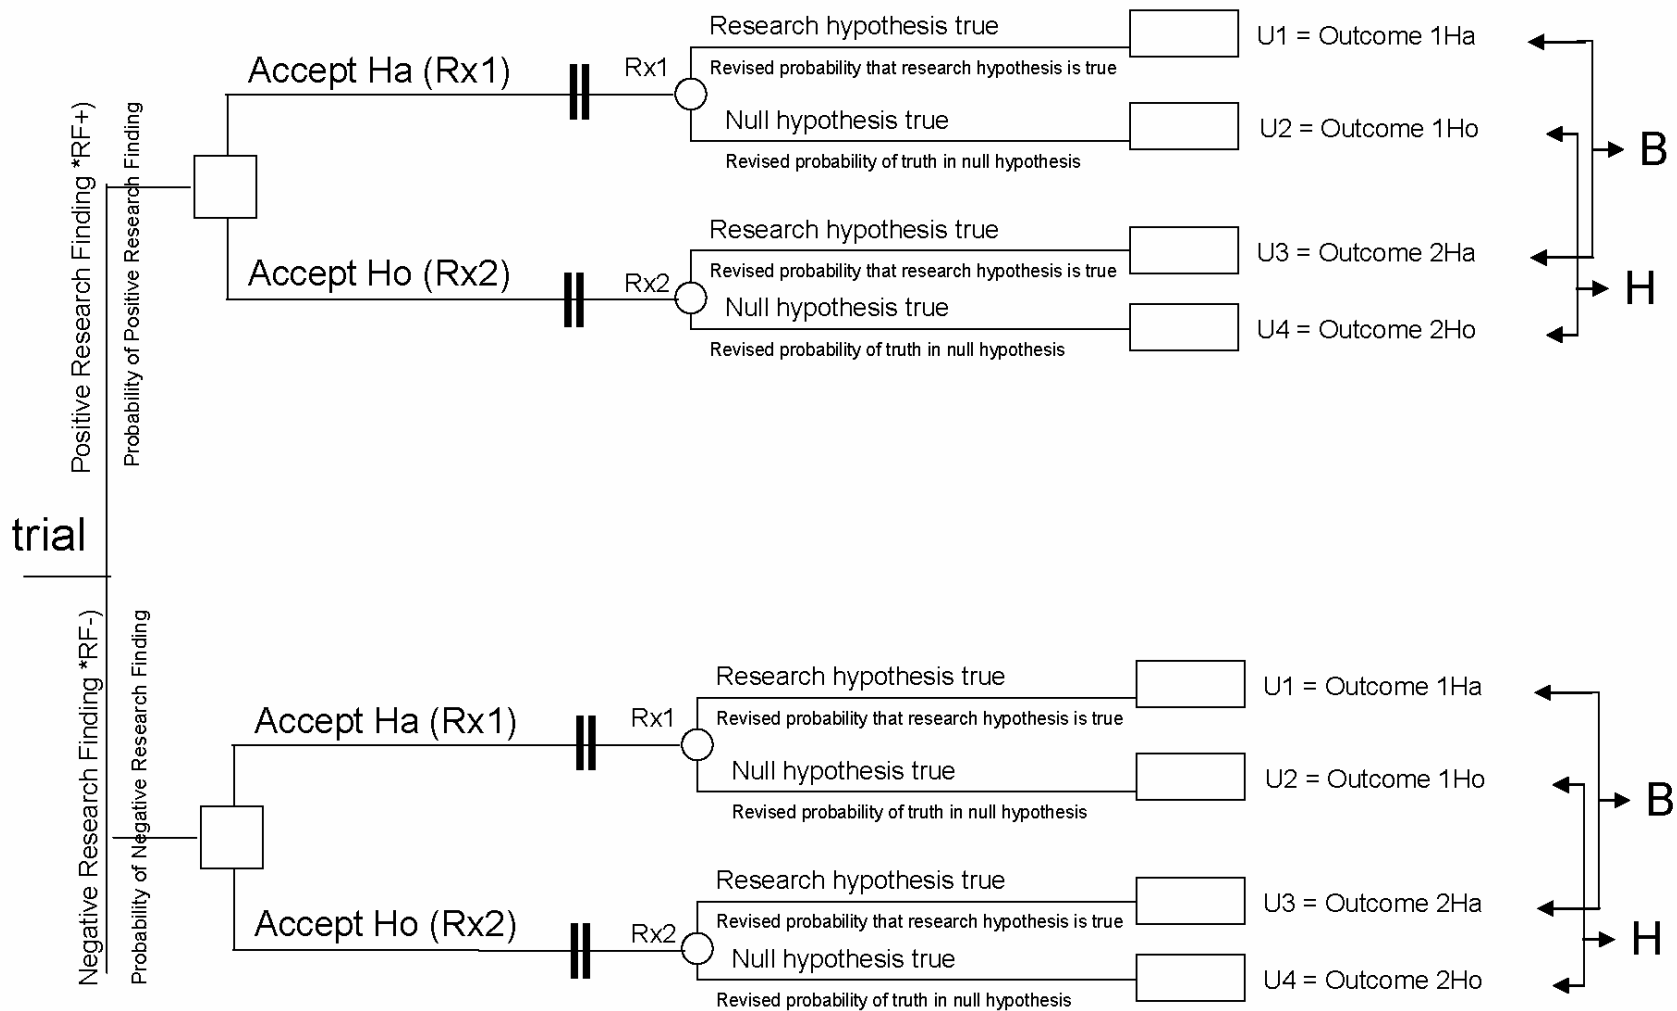 Positive Research Finding *RF+)
Probability of Positive Research Finding
Accept Ha (Rx1)
Rx1
Research hypothesis true
Revised probability that research hypothesis is true
U1 = Outcome 1Ha
Null hypothesis true
Revised probability of truth in null hypothesis
U2 = Outcome 1Ho
B
Accept Ho (Rx2)
Rx2
Research hypothesis true
Revised probability that research hypothesis is true
U3 = Outcome 2Ha
H
Null hypothesis true
Revised probability of truth in null hypothesis
U4 = Outcome 2Ho
trial
Negative Research Finding *RF-)
Probability of Negative Research Finding
Accept Ha (Rx1)
Rx1
Research hypothesis true
Revised probability that research hypothesis is true
U1 = Outcome 1Ha
Null hypothesis true
Revised probability of truth in null hypothesis
U2 = Outcome 1Ho
B
Accept Ho (Rx2)
Rx2
Research hypothesis true
Revised probability that research hypothesis is true
U3 = Outcome 2Ha
H
Null hypothesis true
Revised probability of truth in null hypothesis
U4 = Outcome 2Ho